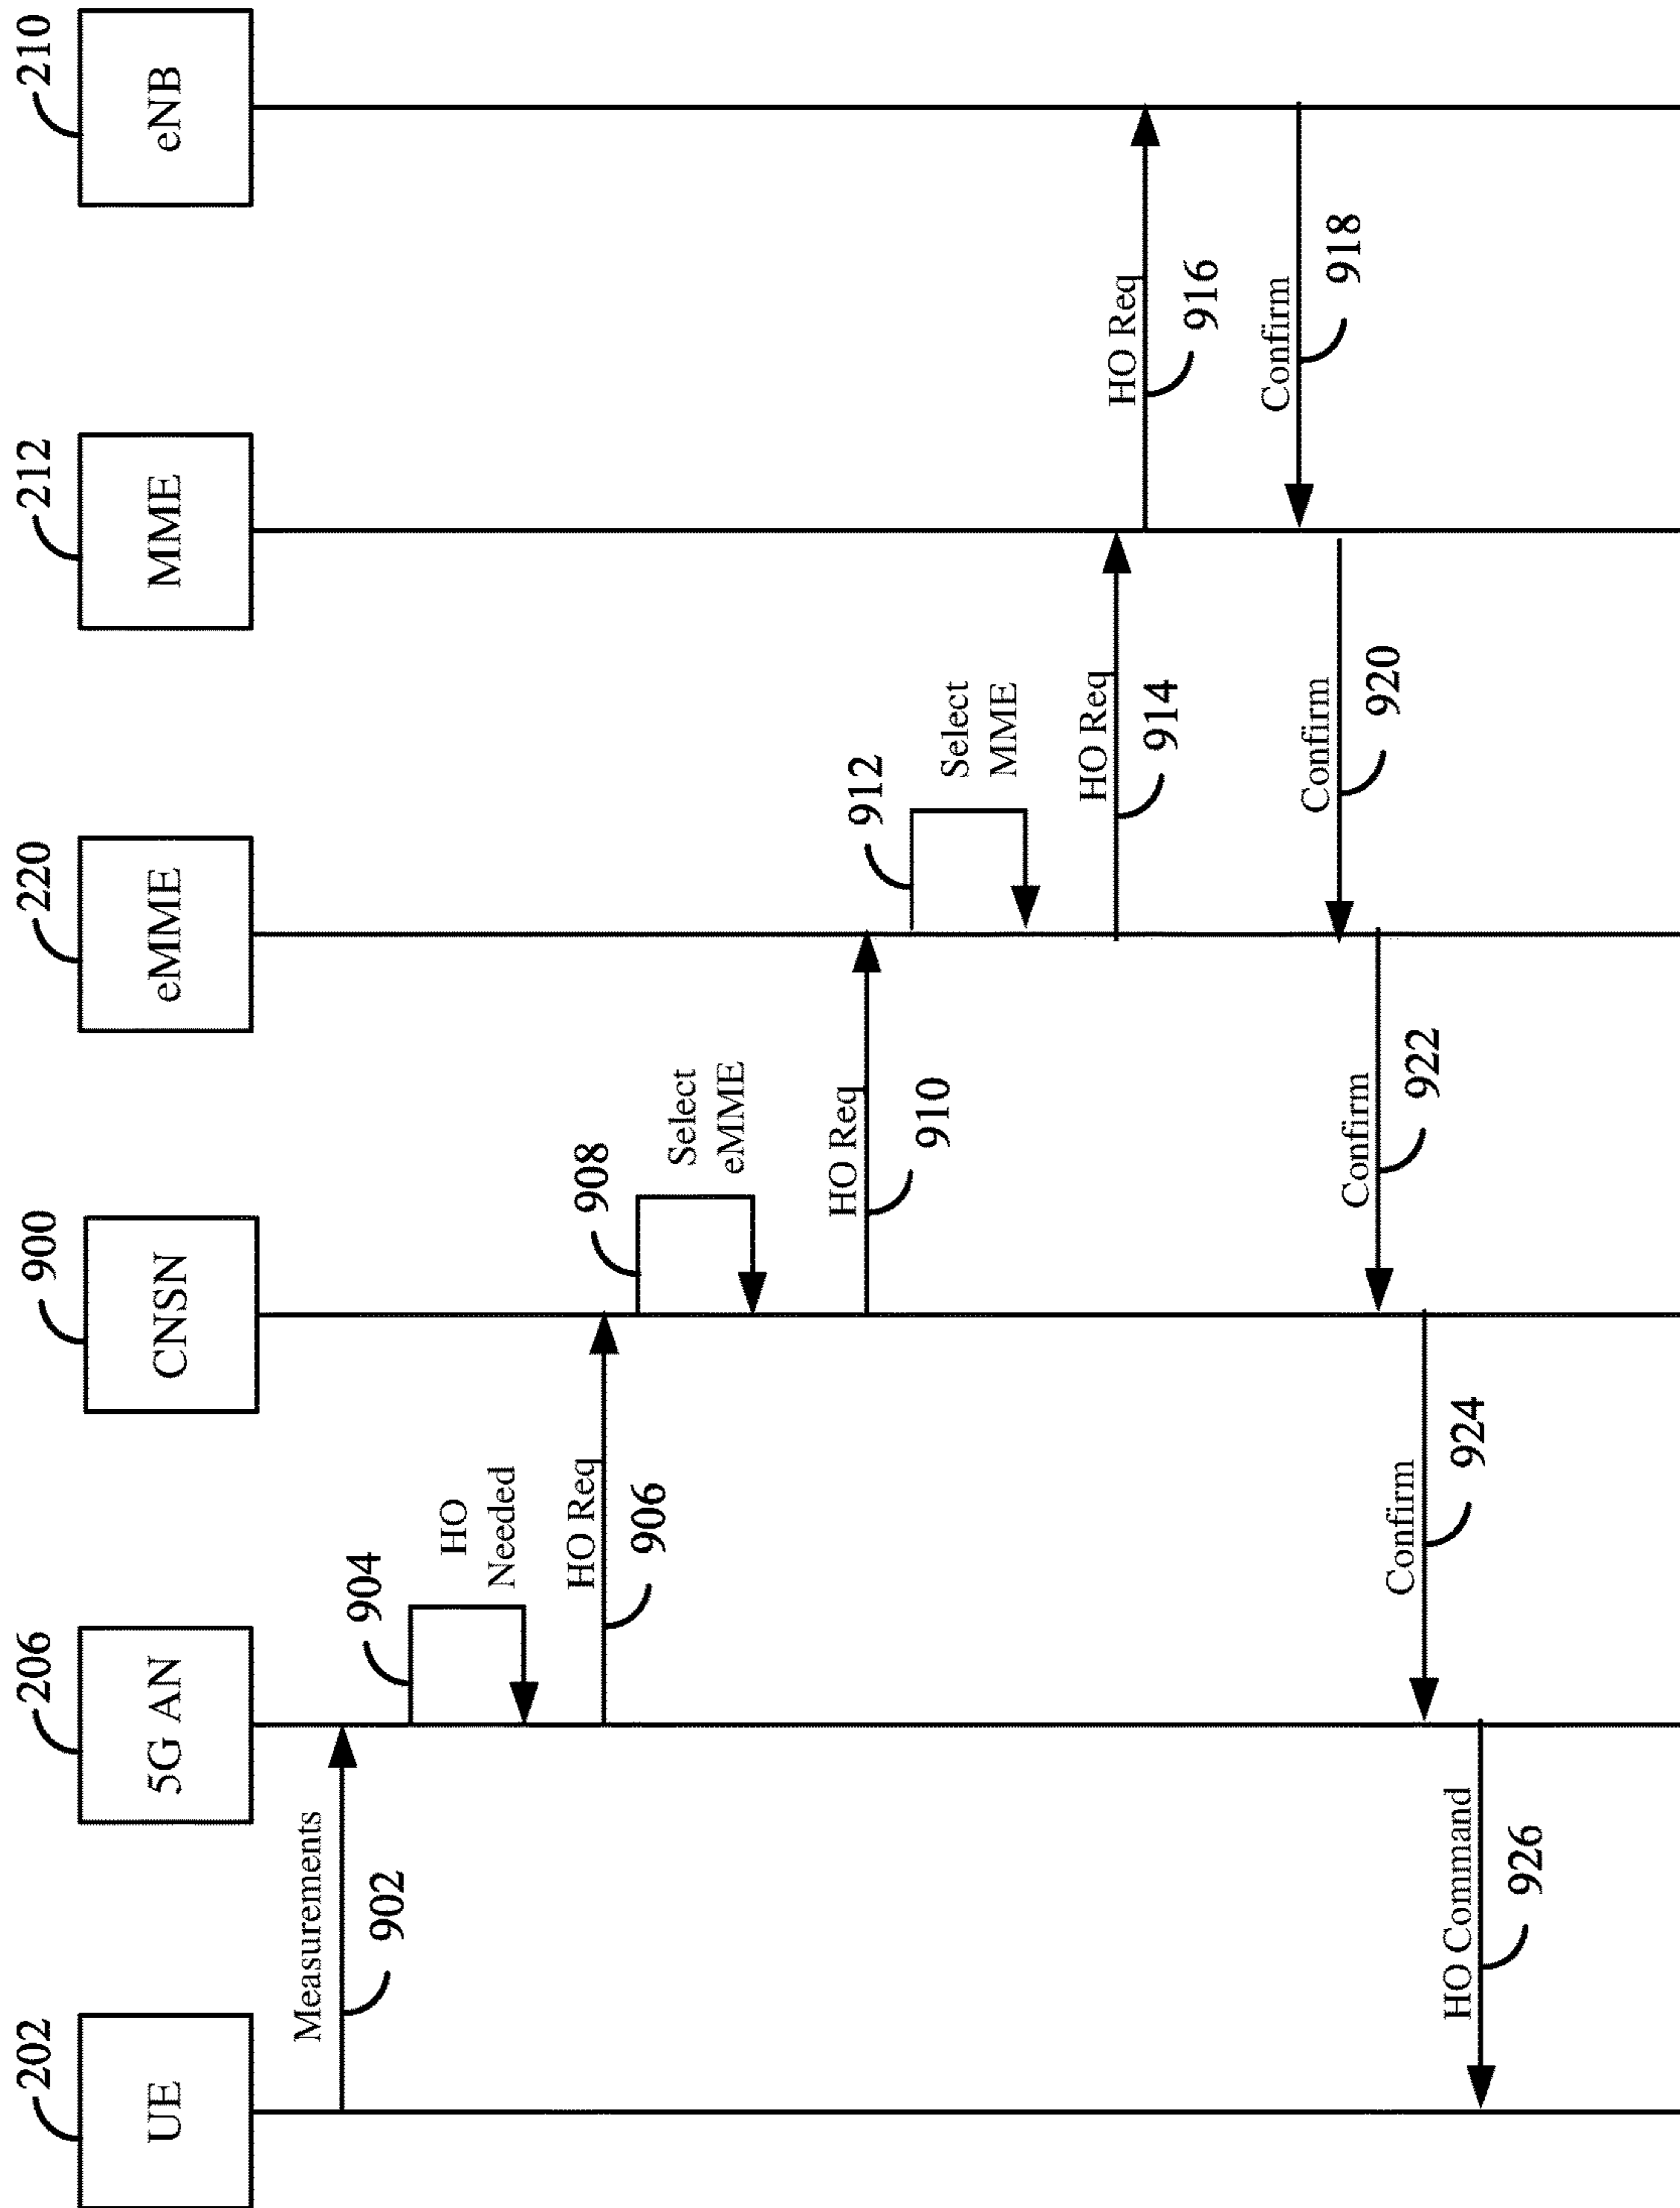 202
206
900
220
212
210
UE
5G AN
CNSN
eMME
MME
eNB
Measurements
902
904
HO
Needed
HO Req
906
908
Select
eMME
HO Req
910
912
Select
MME
HO Req
914
HO Req
916
Confirm
918
Confirm
920
Confirm
922
Confirm
924
HO Command
926